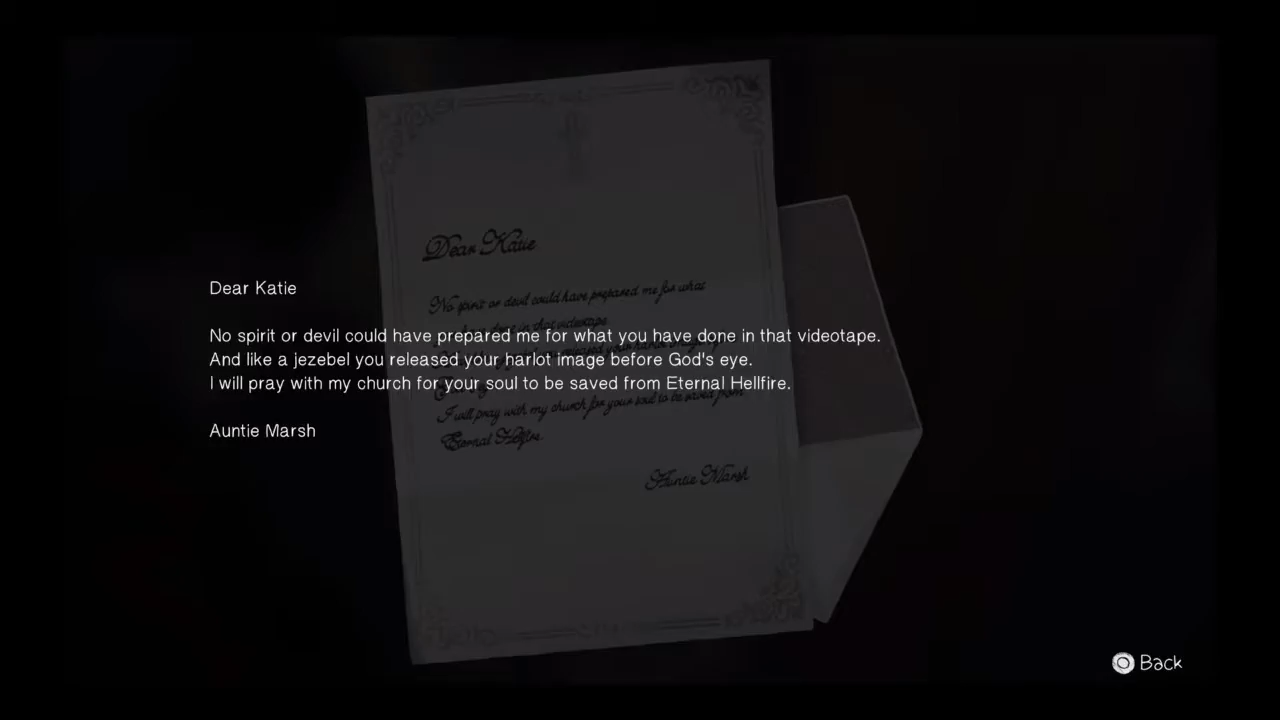 Dear Katie
No spirit or devil could have prepared me for what you have done in that videotape.
And like a jezebel you released your harlot image before God's eye.
I will pray with my church for your soul to be saved from Eternal Hellfire.
Auntie Marsh
Dear Katie
No spirit or devil could have prepared me for what
I will pray with my church for your soul to be saved from
Eternal Hellfire.
Auntie Marsh
Back